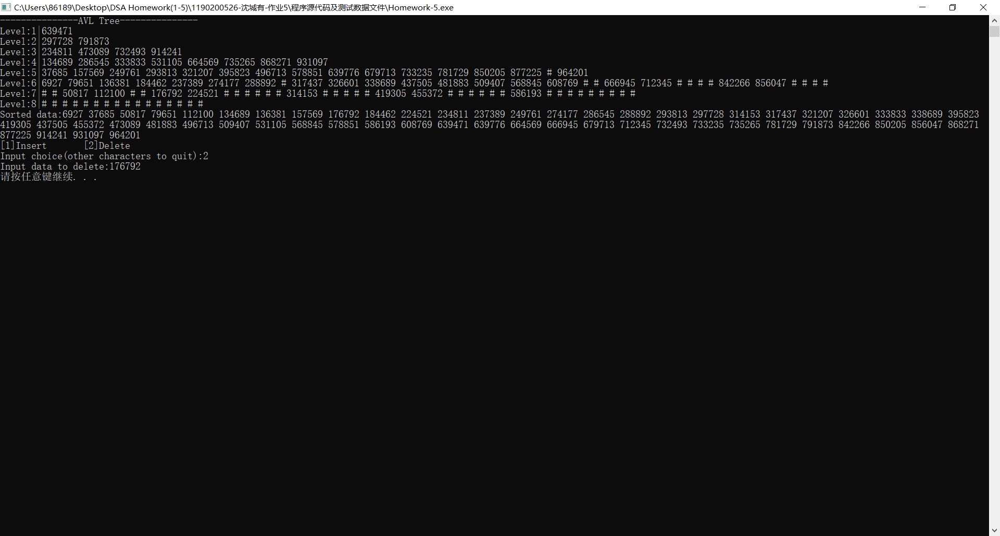 C:\Users\86189\Desktop\DSA Homework(1-5)\1190200526-沈城有-作业5\程序源代码及测试数据文件\Homework-5.exe
---------------AVL Tree---------------
Level:1|639471
Level:2|297728 791873
Level:3|234811 473089 732493 914241
Level:4|134689 286545 333833 531105 664569 735265 868271 931097
Level:5|37685 157569 249761 293813 321207 395823 496713 578851 639776 679713 733235 781729 850205 877225 # 964201
Level:6|6927 79651 136381 184462 237389 274177 288892 # 317437 326601 338689 437505 481883 509407 568845 608769 # # 666945 712345 # # # # 842266 856047 # # # #
Level:7|# # 50817 112100 # # 176792 224521 # # # # # # 314153 # # # # # 419305 455372 # # # # # # 586193 # # # # # # # # #
Level:8|# # # # # # # # # # # # # # # #
Sorted data:6927 37685 50817 79651 112100 134689 136381 157569 176792 184462 224521 234811 237389 249761 274177 286545 288892 293813 297728 314153 317437 321207 326601 333833 338689 395823
419305 437505 455372 473089 481883 496713 509407 531105 568845 578851 586193 608769 639471 639776 664569 666945 679713 712345 732493 733235 735265 781729 791873 842266 850205 856047 868271
877225 914241 931097 964201
[1]Insert       [2]Delete
Input choice(other characters to quit):2
Input data to delete:176792
请按任意键继续. . .